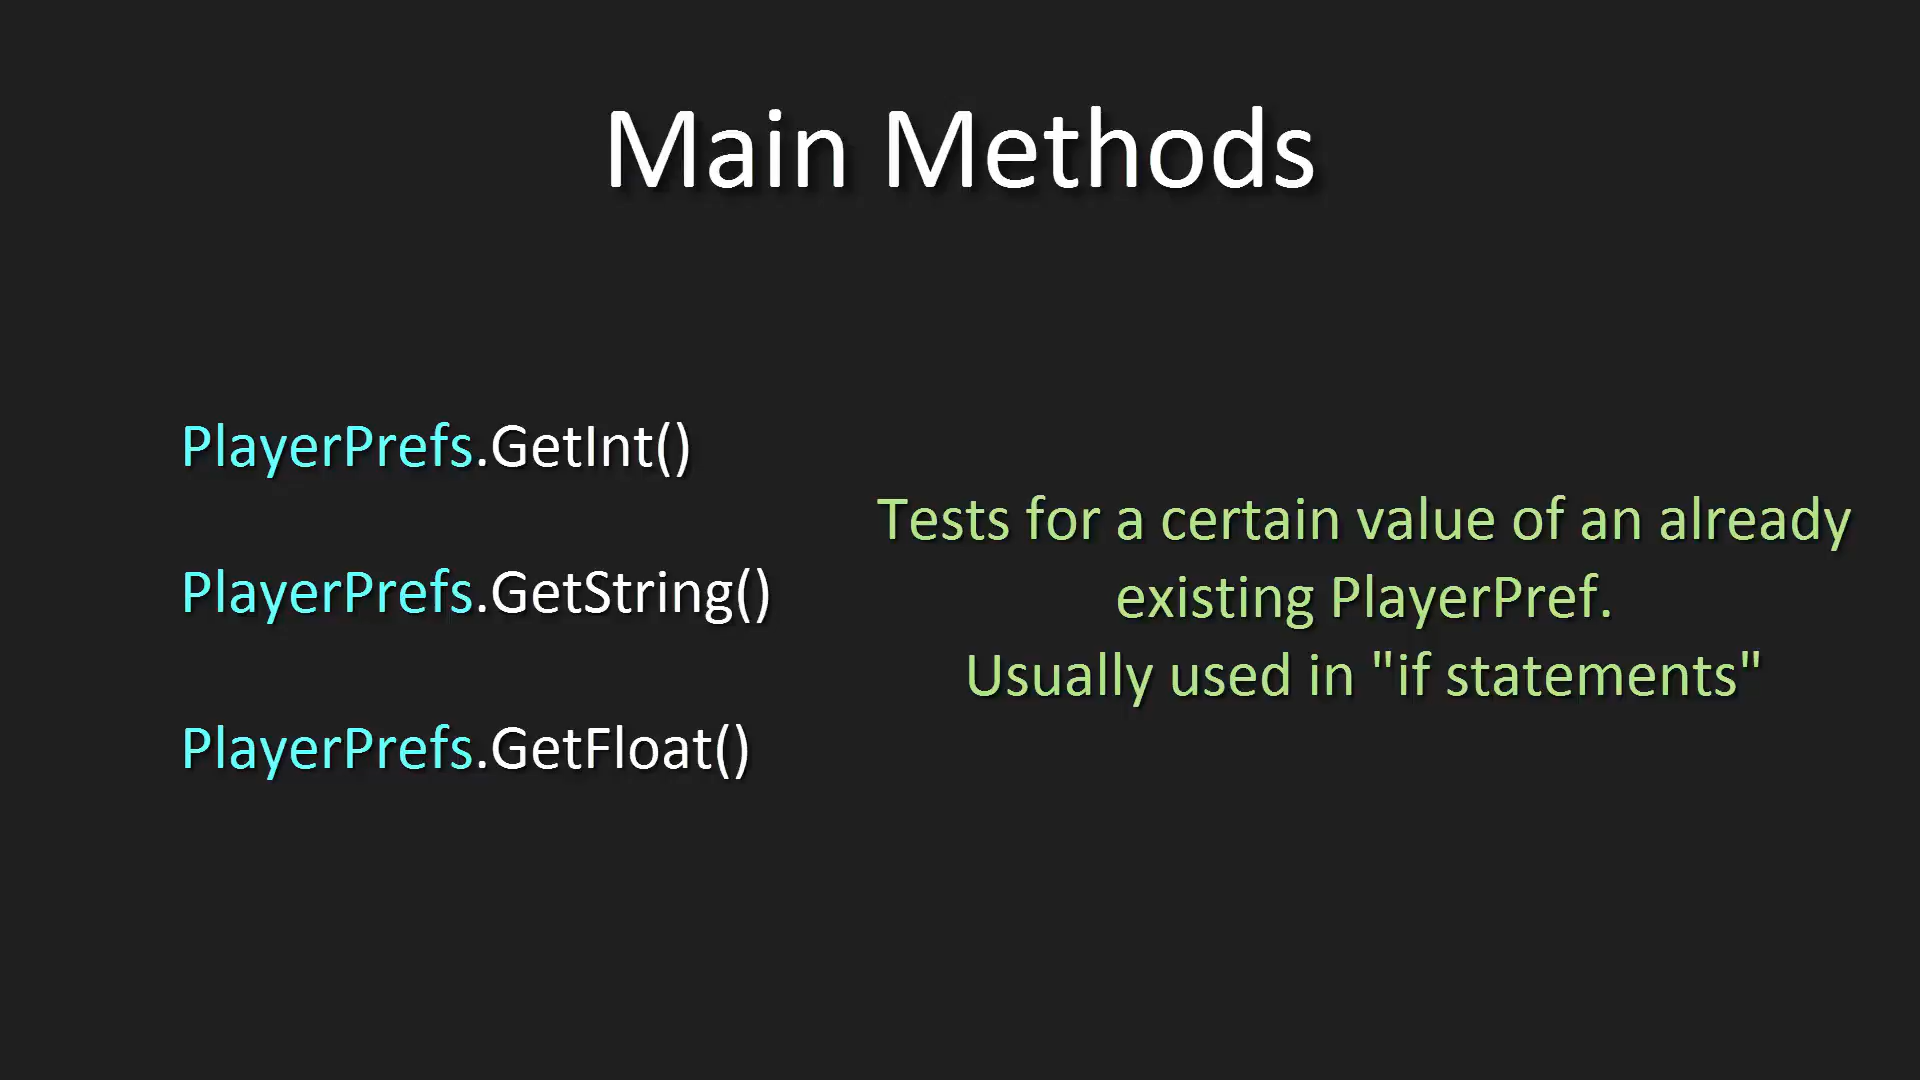 Main Methods
PlayerPrefs.GetInt()
PlayerPrefs.GetString()
PlayerPrefs.GetFloat()
Tests for a certain value of an already
existing PlayerPref.
Usually used in "if statements"